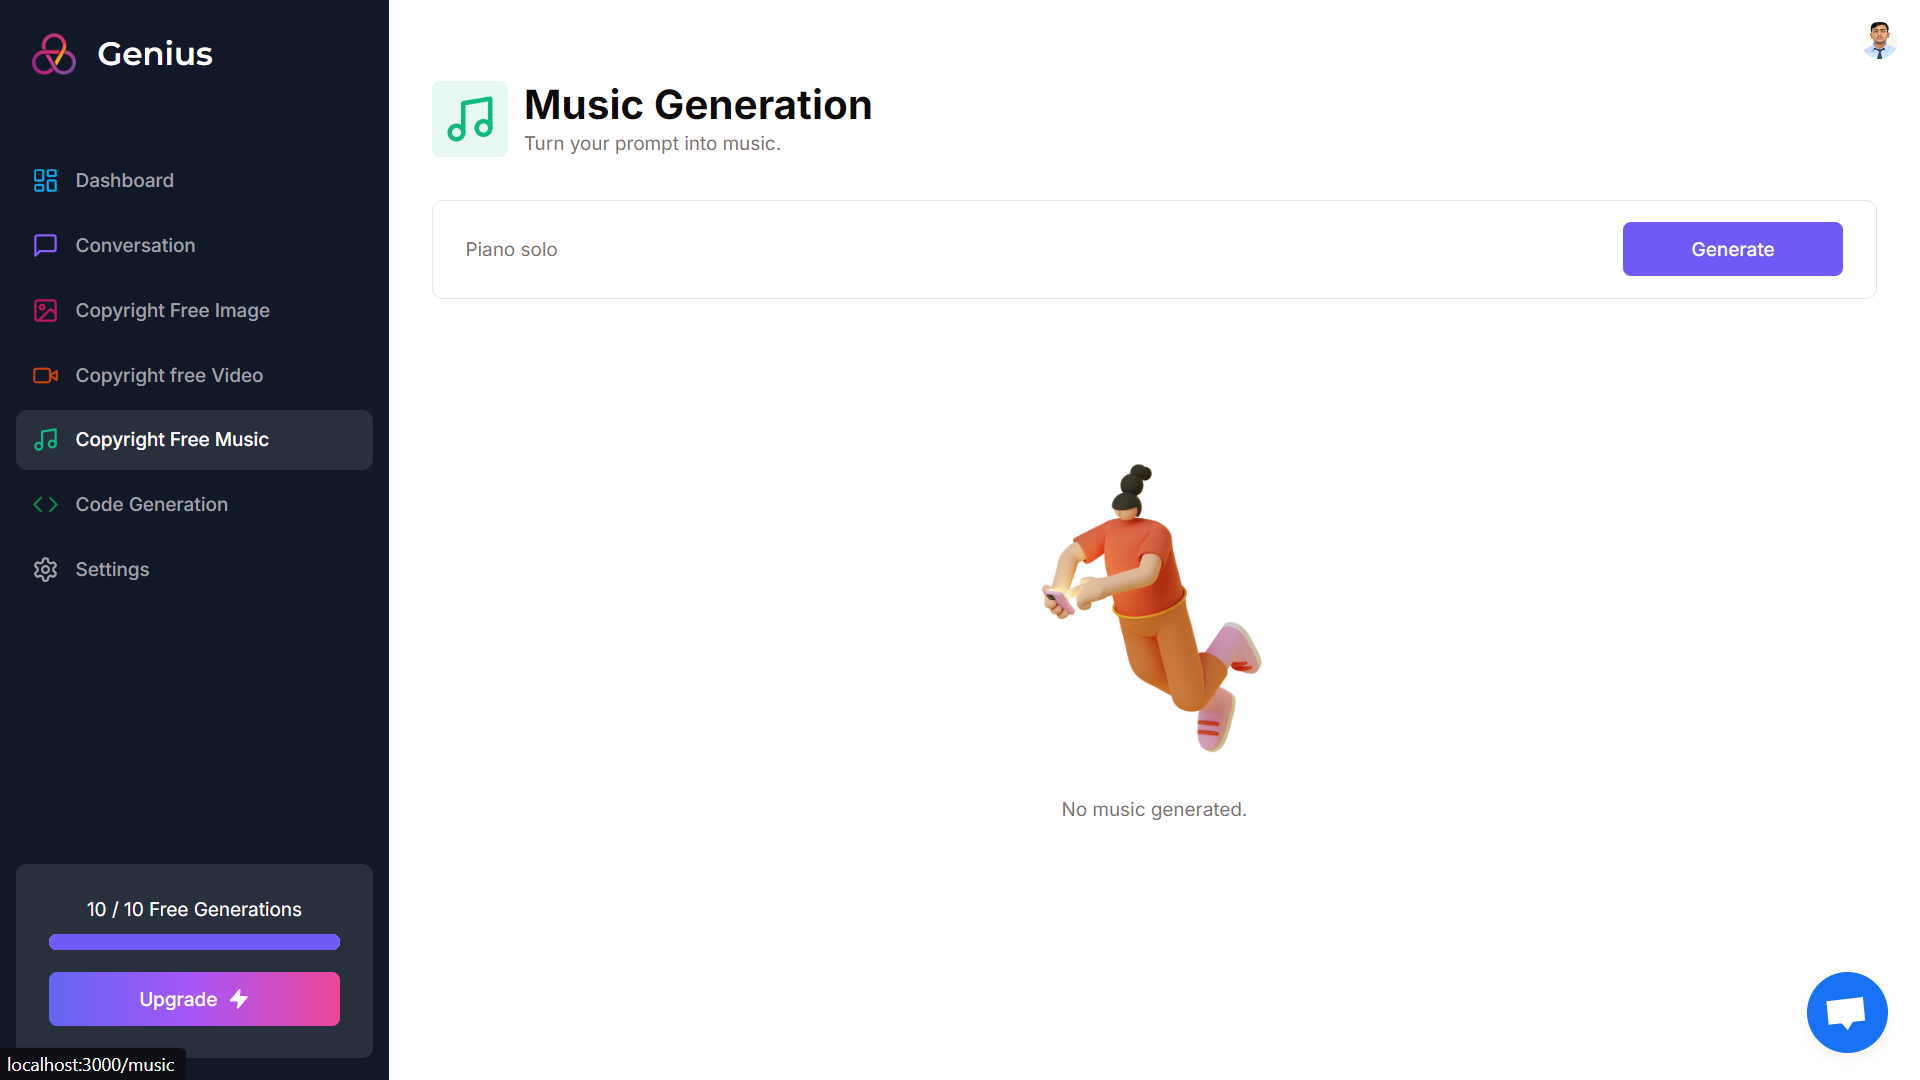 Genius
Dashboard
Conversation
Copyright Free Image
Copyright free Video
Copyright Free Music
Code Generation
Settings
10 / 10 Free Generations
Upgrade
localhost:3000/music
Music Generation
Turn your prompt into music.
Piano solo
Generate
No music generated.